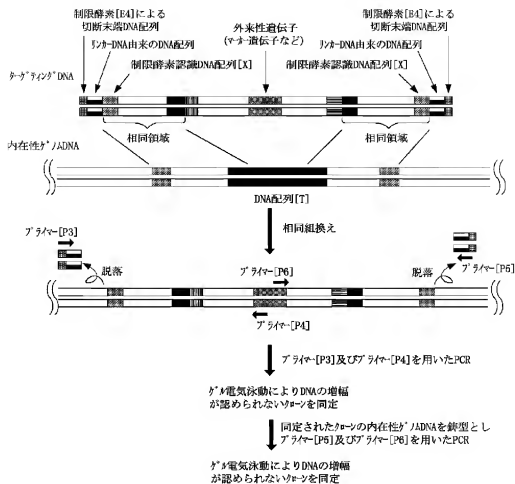 制限酵素[E4]による
切断末端DNA配列
リンカーDNA由来のDNA配列
制限酵素認識DNA配列[X]
外来性遺伝子
(マーカー遺伝子など)
制限酵素[E4]による
切断末端DNA配列
リンカーDNA由来のDNA配列
制限酵素認識DNA配列[X]
ターゲティングDNA
相同領域
相同領域
内在性ゲノムDNA
DNA配列[T]
相同組換え
プライマー[P3]
脱落
プライマー[P6]
プライマー[P4]
脱落
プライマー[P5]
プライマー[P3]及びプライマー[P4]を用いたPCR
ゲル電気泳動によりDNAの増幅
が認められないクローンを同定
同定されたクローンの内在性ゲノムDNAを鋳型とし
プライマー[P5]及びプライマー[P6]を用いたPCR
ゲル電気泳動によりDNAの増幅
が認められないクローンを同定